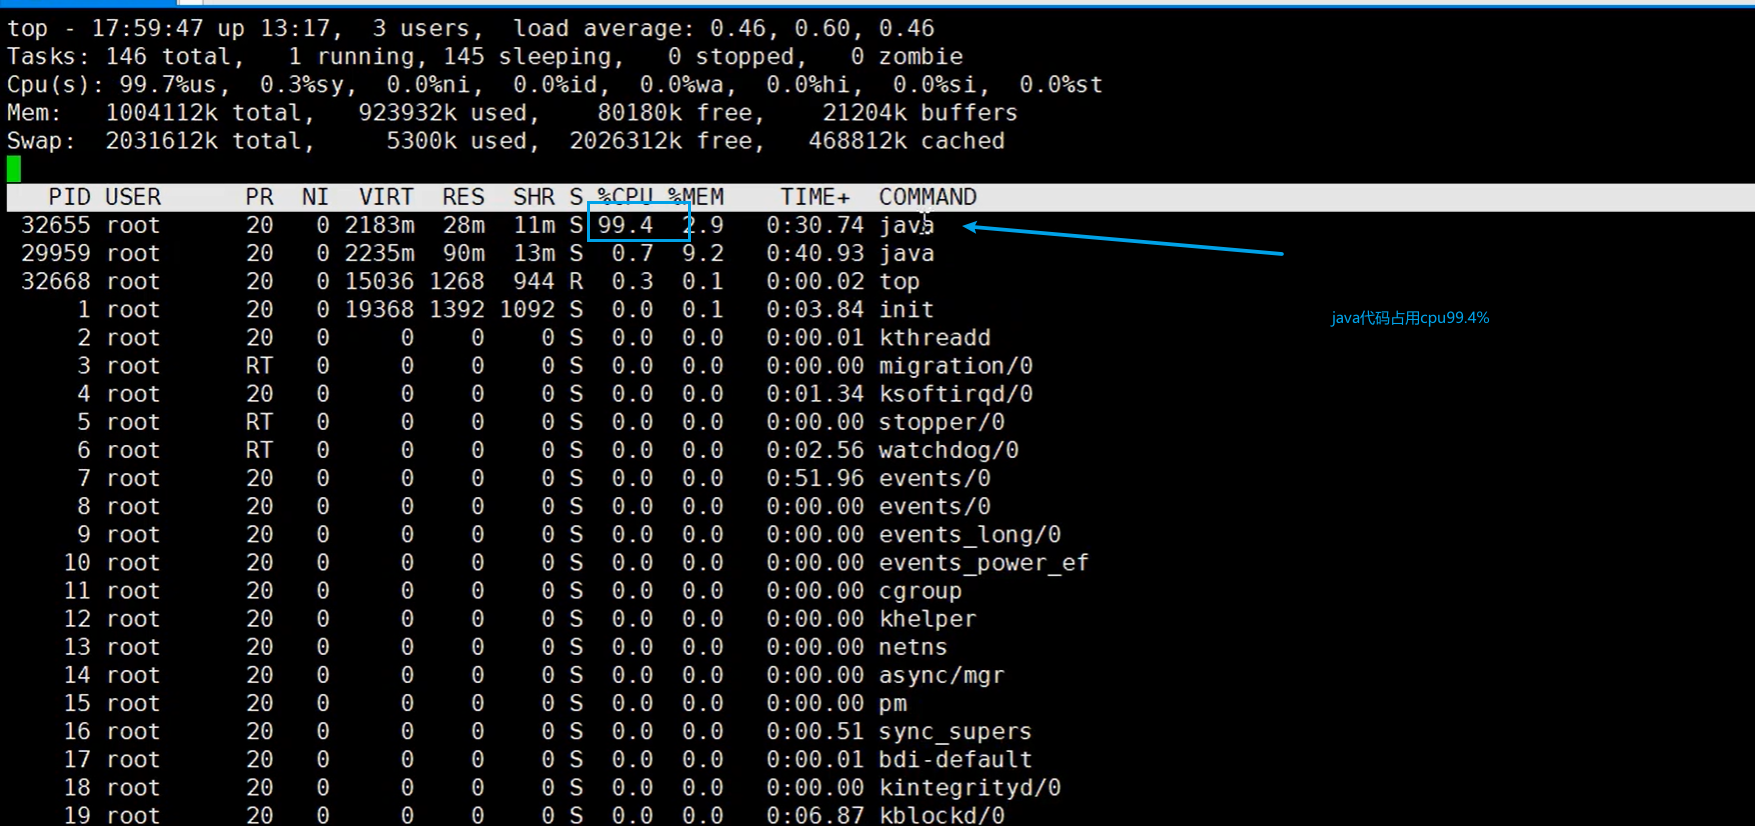 top - 17:59:47 up 13:17,  3 users,  load average: 0.46, 0.60, 0.46
Tasks: 146 total,   1 running, 145 sleeping,   0 stopped,   0 zombie
Cpu(s): 99.7%us,  0.3%sy,  0.0%ni,  0.0%id,  0.0%wa,  0.0%hi,  0.0%si,  0.0%st
Mem:   1004112k total,   923932k used,    80180k free,    21204k buffers
Swap:  2031612k total,     5300k used,  2026312k free,   468812k cached
PID USER      PR  NI  VIRT  RES  SHR S %CPU %MEM    TIME+  COMMAND
32655 root      20   0 2183m  28m  11m S 99.4  2.9   0:30.74 java
29959 root      20   0 2235m  90m  13m S  0.7  9.2   0:40.93 java
32668 root      20   0 15036 1268  944 R  0.3  0.1   0:00.02 top
1 root      20   0 19368 1392 1092 S  0.0  0.1   0:03.84 init
java代码占用cpu99.4%
2 root      20   0     0    0    0 S  0.0  0.0   0:00.01 kthreadd
3 root      RT   0     0    0    0 S  0.0  0.0   0:00.00 migration/0
4 root      20   0     0    0    0 S  0.0  0.0   0:01.34 ksoftirqd/0
5 root      RT   0     0    0    0 S  0.0  0.0   0:00.00 stopper/0
6 root      RT   0     0    0    0 S  0.0  0.0   0:02.56 watchdog/0
7 root      20   0     0    0    0 S  0.0  0.0   0:51.96 events/0
8 root      20   0     0    0    0 S  0.0  0.0   0:00.00 events/0
9 root      20   0     0    0    0 S  0.0  0.0   0:00.00 events_long/0
10 root      20   0     0    0    0 S  0.0  0.0   0:00.00 events_power_ef
11 root      20   0     0    0    0 S  0.0  0.0   0:00.00 cgroup
12 root      20   0     0    0    0 S  0.0  0.0   0:00.00 khelper
13 root      20   0     0    0    0 S  0.0  0.0   0:00.00 netns
14 root      20   0     0    0    0 S  0.0  0.0   0:00.00 async/mgr
15 root      20   0     0    0    0 S  0.0  0.0   0:00.00 pm
16 root      20   0     0    0    0 S  0.0  0.0   0:00.51 sync_supers
17 root      20   0     0    0    0 S  0.0  0.0   0:00.01 bdi-default
18 root      20   0     0    0    0 S  0.0  0.0   0:00.00 kintegrityd/0
19 root      20   0     0    0    0 S  0.0  0.0   0:06.87 kblockd/0